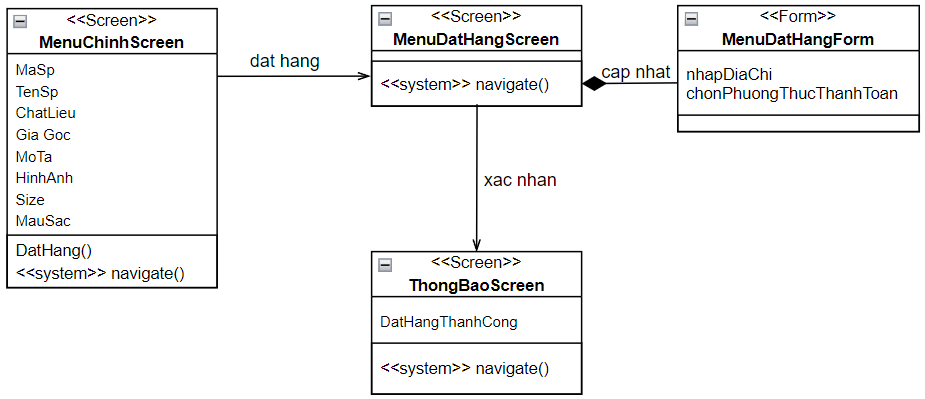 <<Screen>>
MenuChinhScreen
MaSp
TenSp
ChatLieu
Gia Goc
MoTa
HinhAnh
Size
MauSac
DatHang()
<<system>> navigate()
dat hang
<<Screen>>
MenuDatHangScreen
<<system>> navigate()
cap nhat
<<Form>>
MenuDatHangForm
nhapDiaChi
chonPhuongThucThanhToan
xac nhan
<<Screen>>
ThongBaoScreen
DatHangThanhCong
<<system>> navigate()